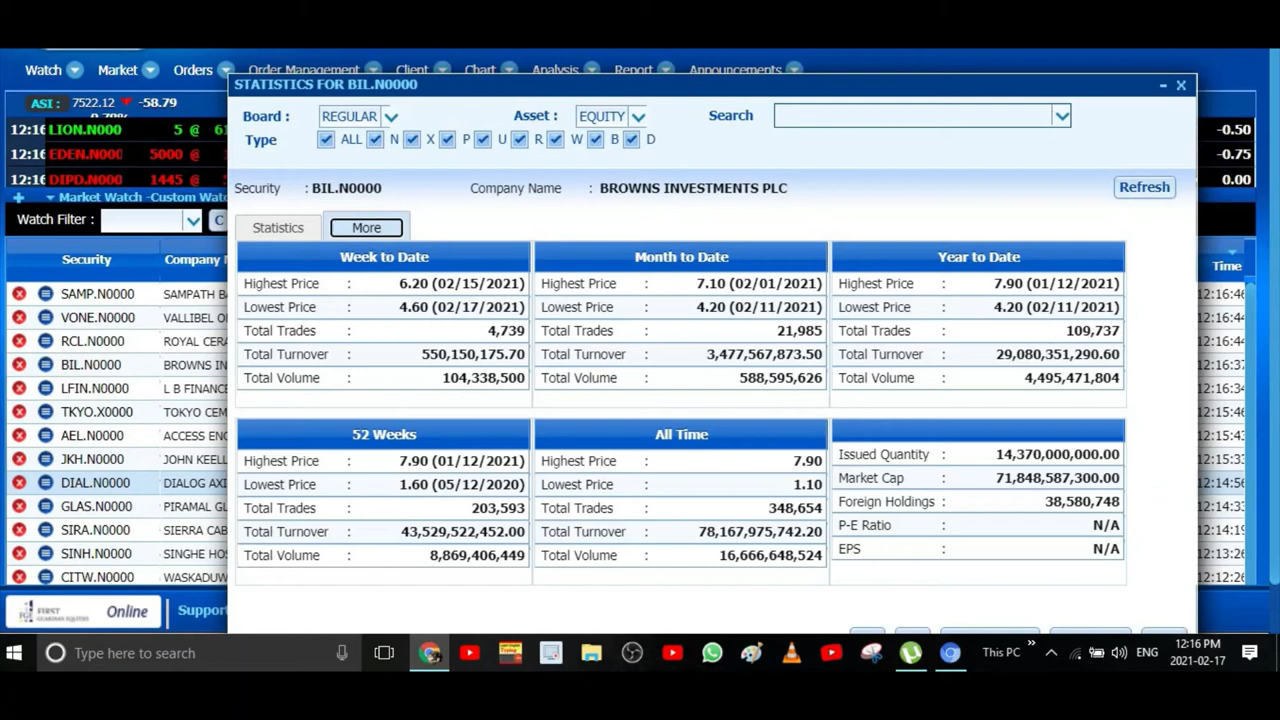 Watch Market Orders Order Management Client Chart Analysis Report Announcements
STATISTICS FOR BIL.N0000
ASI : 7522.12 -58.79
Board : REGULAR Asset : EQUITY Search
Type ALL N X P U R W B D
12:16 LION.N000 5 @ -0.50
12:16 EDEN.N000 5000 @ -0.75
12:16 DIPD.N0000 1445 @ 0.00
Security : BIL.N0000 Company Name : BROWNS INVESTMENTS PLC Refresh
+ Market Watch -Custom Wat
Watch Filter : C
Statistics More
Week to Date Month to Date Year to Date
Security Company Time
Highest Price : 6.20 (02/15/2021) Highest Price : 7.10 (02/01/2021) Highest Price : 7.90 (01/12/2021)
SAMP.N0000 SAMPATH BA 12:16:46
Lowest Price : 4.60 (02/17/2021) Lowest Price : 4.20 (02/11/2021) Lowest Price : 4.20 (02/11/2021)
VONE.N0000 VALLIBEL O 12:16:44
Total Trades : 4,739 Total Trades : 21,985 Total Trades : 109,737
RCL.N0000 ROYAL CERA 12:16:44
Total Turnover : 550,150,175.70 Total Turnover : 3,477,567,873.50 Total Turnover : 29,080,351,290.60
BIL.N0000 BROWNS IN 12:16:36
Total Volume : 104,338,500 Total Volume : 588,595,626 Total Volume : 4,495,471,804
LFIN.N0000 L B FINANC 12:16:34
TKYO.X0000 TOKYO CEM 12:16:32
52 Weeks All Time
AEL.N0000 ACCESS ENG 12:15:43
Issued Quantity : 14,370,000,000.00
Highest Price : 7.90 (01/12/2021) Highest Price : 7.90
JKH.N0000 JOHN KEELL 12:15:33
Market Cap : 71,848,587,300.00
Lowest Price : 1.60 (05/12/2020) Lowest Price : 1.10
DIAL.N0000 DIALOG AXI 12:14:56
Foreign Holdings : 38,580,748
Total Trades : 203,593 Total Trades : 348,654
GLAS.N0000 PIRAMAL GL 12:14:51
P-E Ratio : N/A
Total Turnover : 43,529,522,452.00 Total Turnover : 78,167,975,742.20
SIRA.N0000 SIERRA CAB 12:14:19
EPS : N/A
Total Volume : 8,869,406,449 Total Volume : 16,666,648,524
SINH.N0000 SINGHE HOS 12:13:26
CITW.N0000 WASKADUW 12:12:26
FIRST
GUARDIAN EQUITIES
Online Support
Type here to search This PC ENG 12:16 PM
2021-02-17